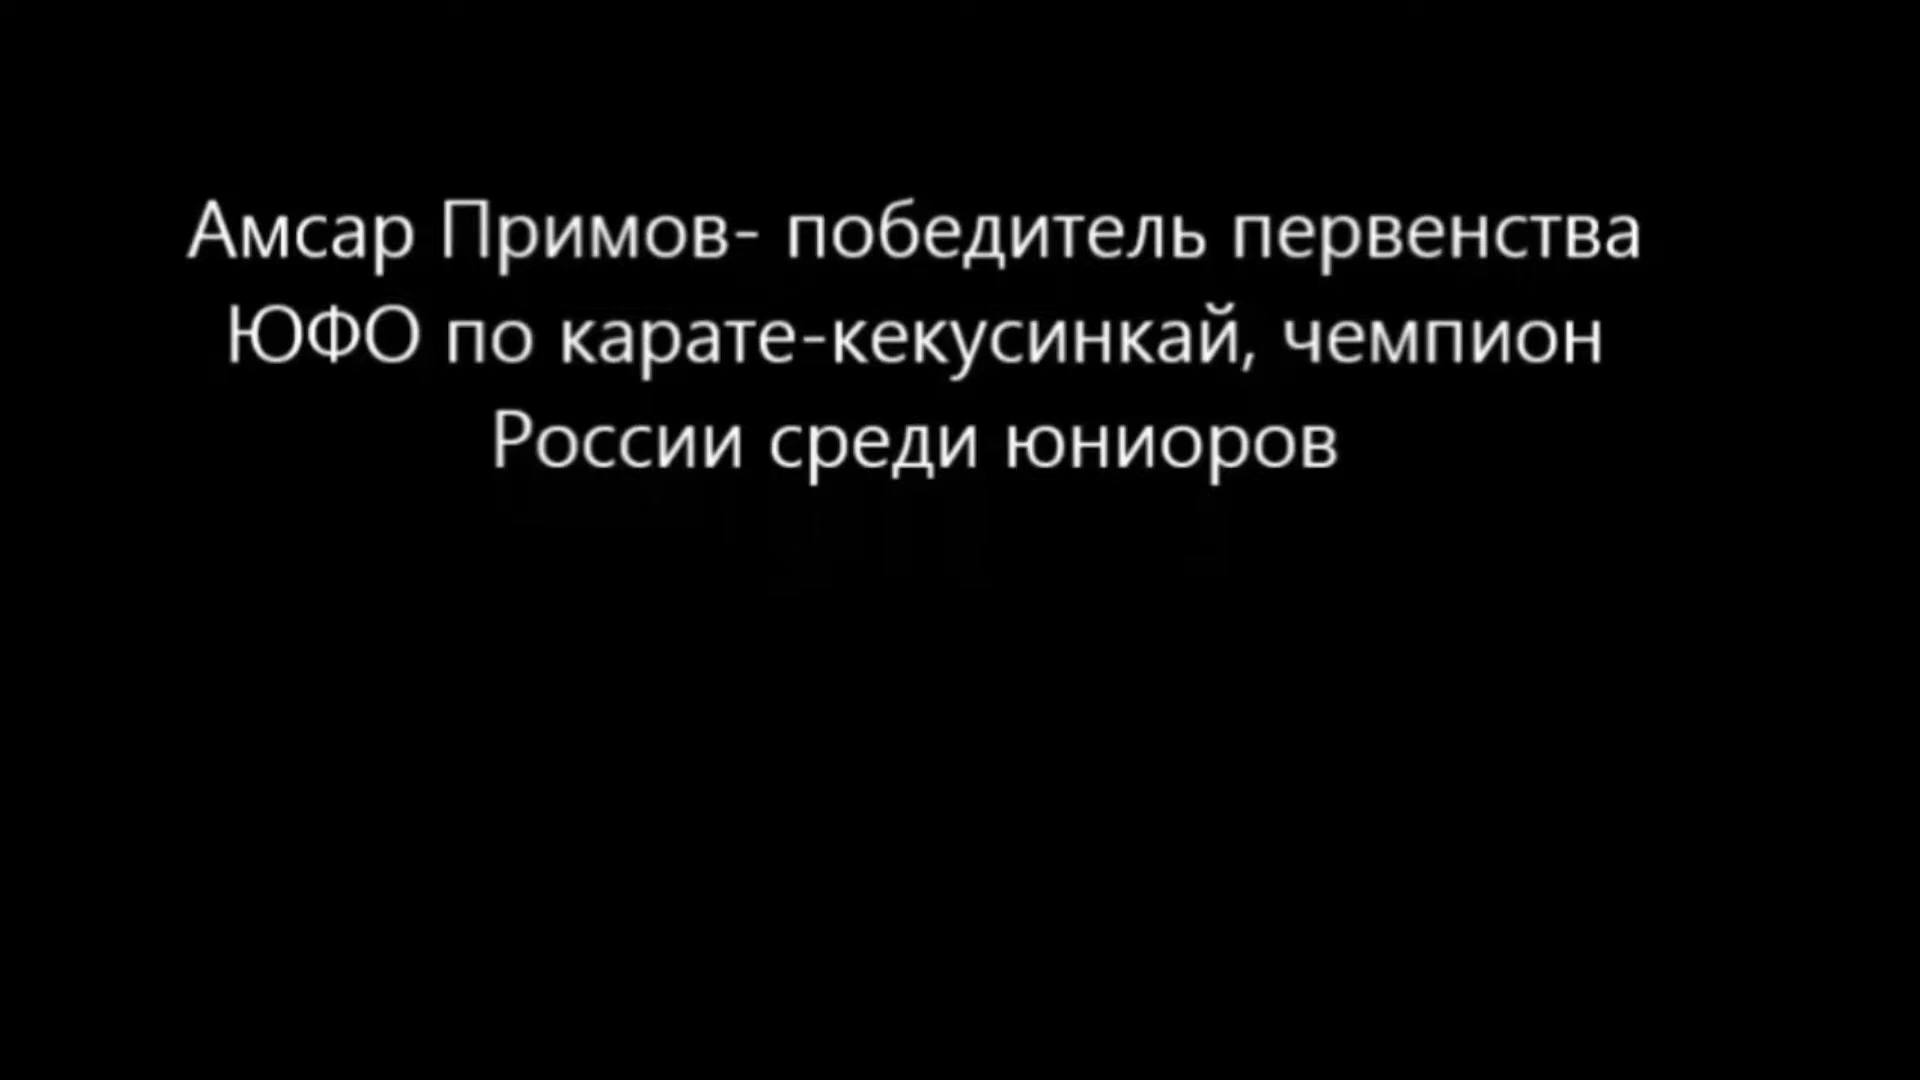 Амсар Примов- победитель первенства
ЮФО по карате-кекусинкай, чемпион
России среди юниоров